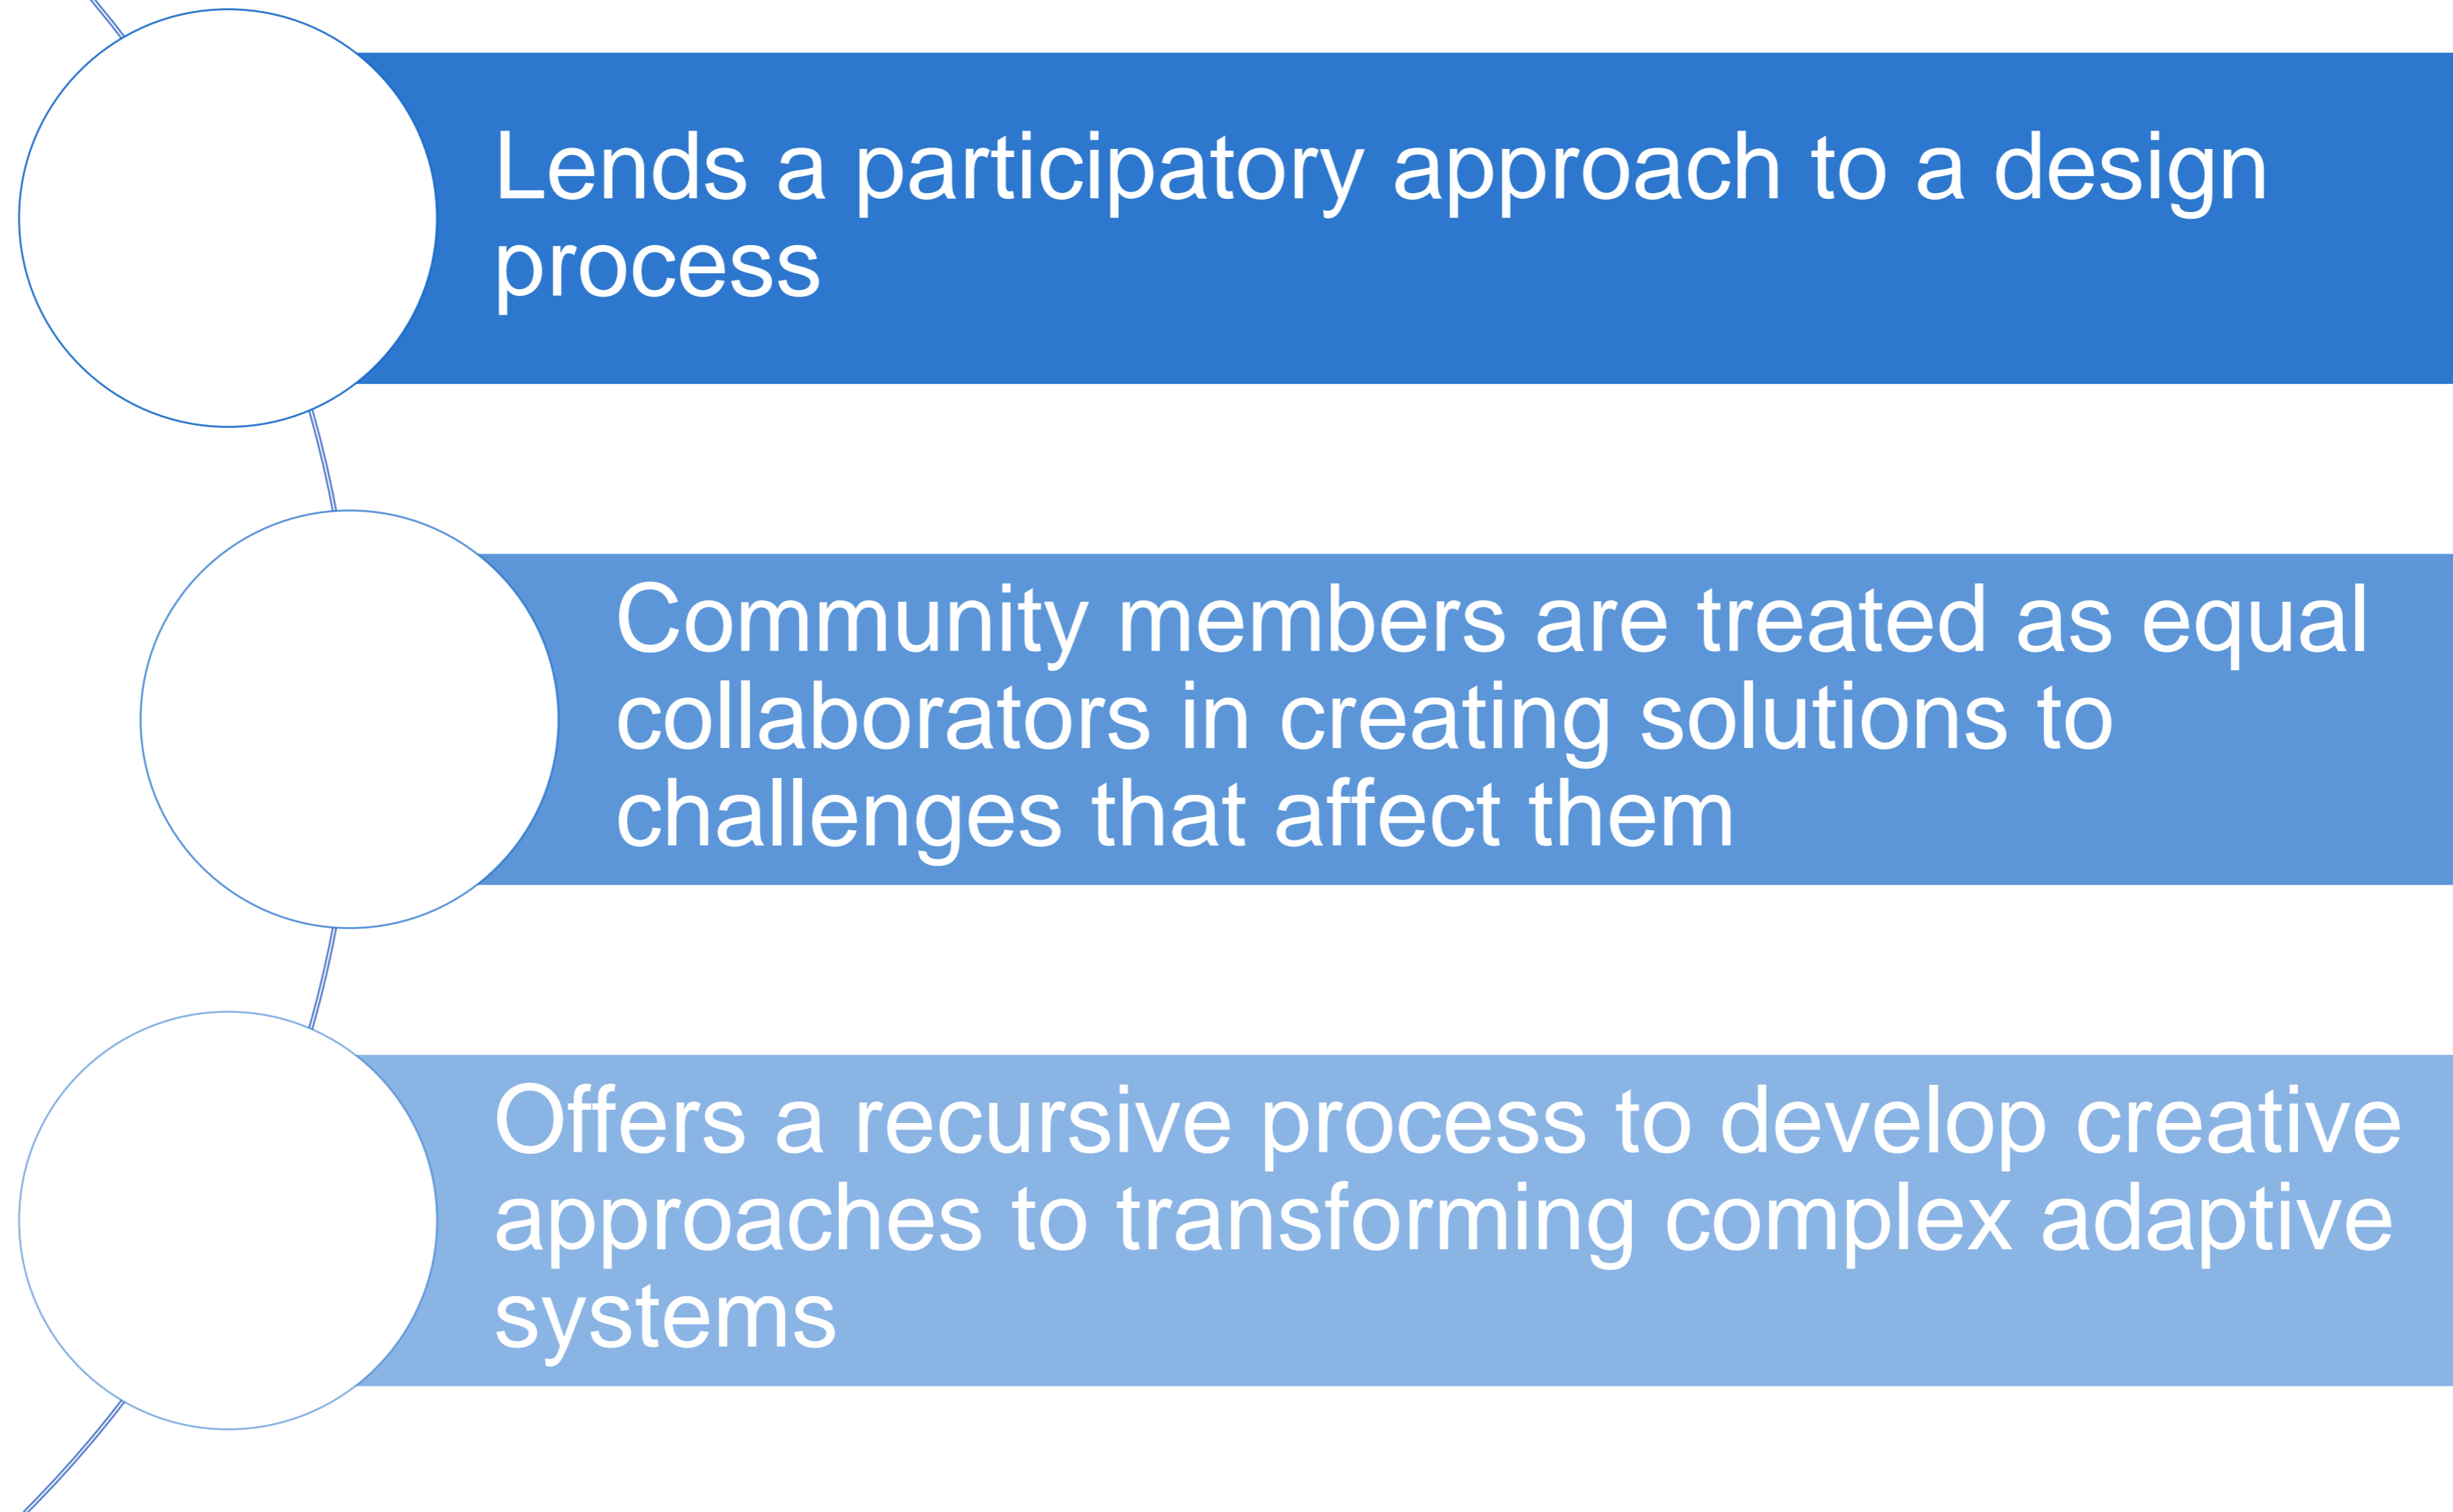 Lends a participatory approach to a design
process
Community members are treated as equal
collaborators in creating solutions to
challenges that affect them
Offers a recursive process to develop creative
approaches to transforming complex adaptive
systems